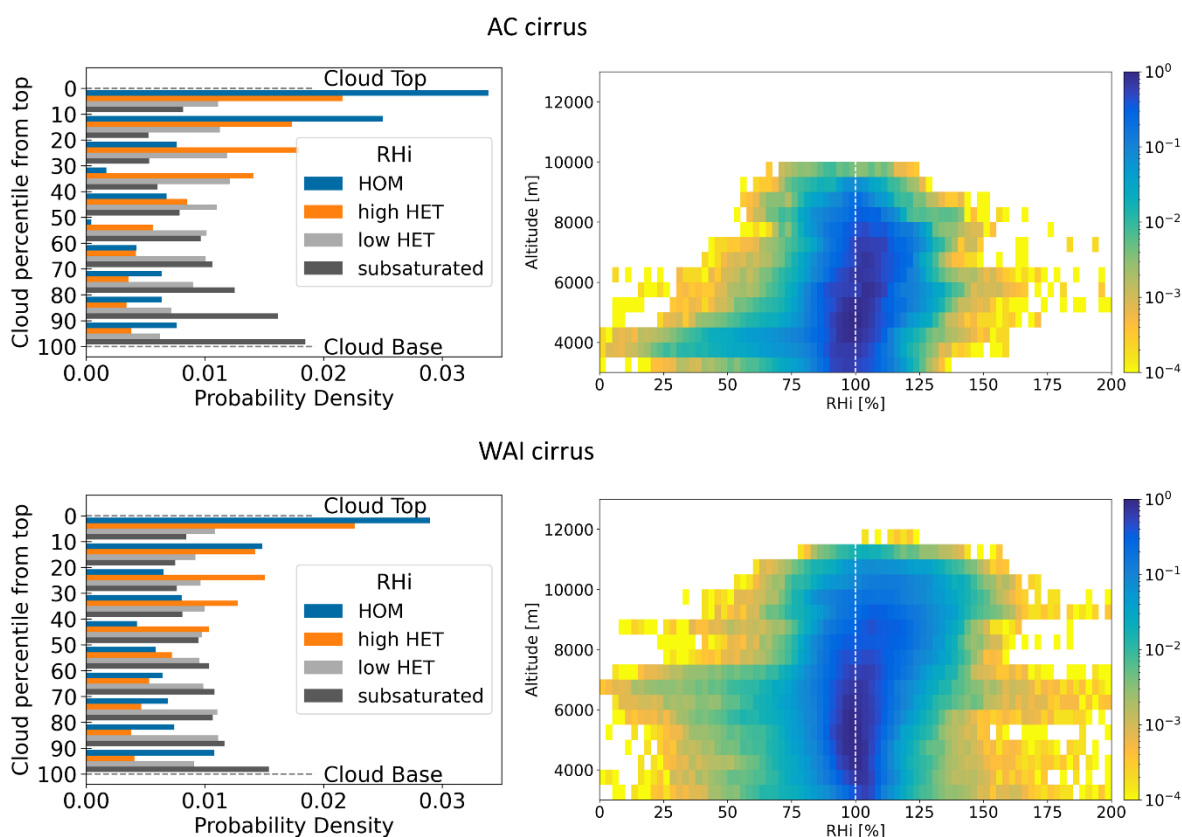 AC cirrus
Cloud percentile from top
0
10
20
30
40
50
60
70
80
90
100
Cloud Top
RHi
HOM
high HET
low HET
subsaturated
Cloud Base
0.00 0.01 0.02 0.03
Probability Density
Altitude [m]
12000
10000
8000
6000
4000
0 25 50 75 100 125 150 175 200
RHi [%]
10⁰
10⁻¹
10⁻²
10⁻³
10⁻⁴
WAI cirrus
Cloud percentile from top
0
10
20
30
40
50
60
70
80
90
100
Cloud Top
RHi
HOM
high HET
low HET
subsaturated
Cloud Base
0.00 0.01 0.02 0.03
Probability Density
Altitude [m]
12000
10000
8000
6000
4000
0 25 50 75 100 125 150 175 200
RHi [%]
10⁰
10⁻¹
10⁻²
10⁻³
10⁻⁴